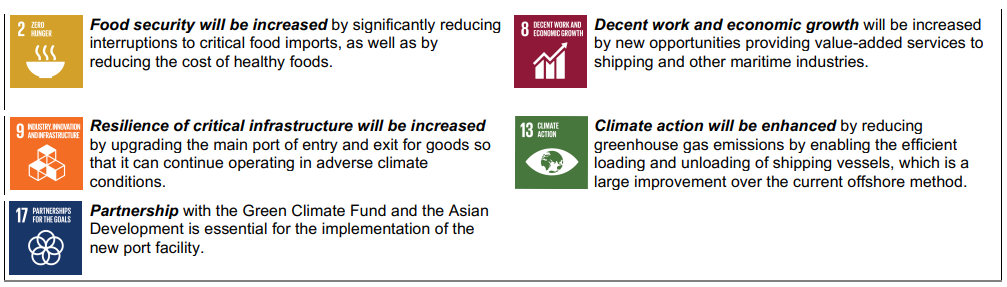 2 ZERO
HUNGER
Food security will be increased by significantly reducing
interruptions to critical food imports, as well as by
reducing the cost of healthy foods.
8 DECENT WORK AND
ECONOMIC GROWTH
Decent work and economic growth will be increased
by new opportunities providing value-added services to
shipping and other maritime industries.
9 INDUSTRY, INNOVATION
AND INFRASTRUCTURE
Resilience of critical infrastructure will be increased
by upgrading the main port of entry and exit for goods so
that it can continue operating in adverse climate
conditions.
13 CLIMATE
ACTION
Climate action will be enhanced by reducing
greenhouse gas emissions by enabling the efficient
loading and unloading of shipping vessels, which is a
large improvement over the current offshore method.
17 PARTNERSHIPS
FOR THE GOALS
Partnership with the Green Climate Fund and the Asian
Development is essential for the implementation of the
new port facility.